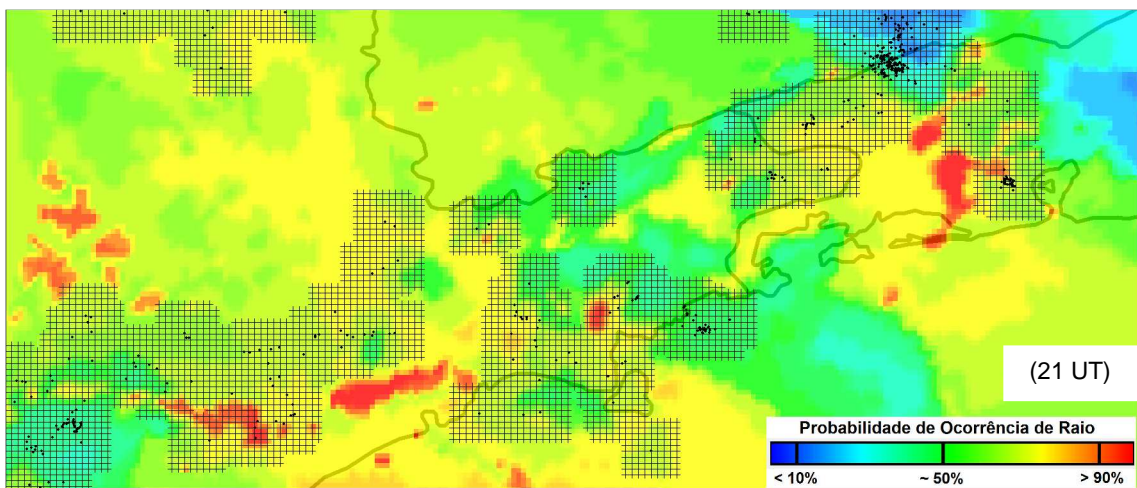 (21 UT)
Probabilidade de Ocorrência de Raio
< 10% ~ 50% > 90%